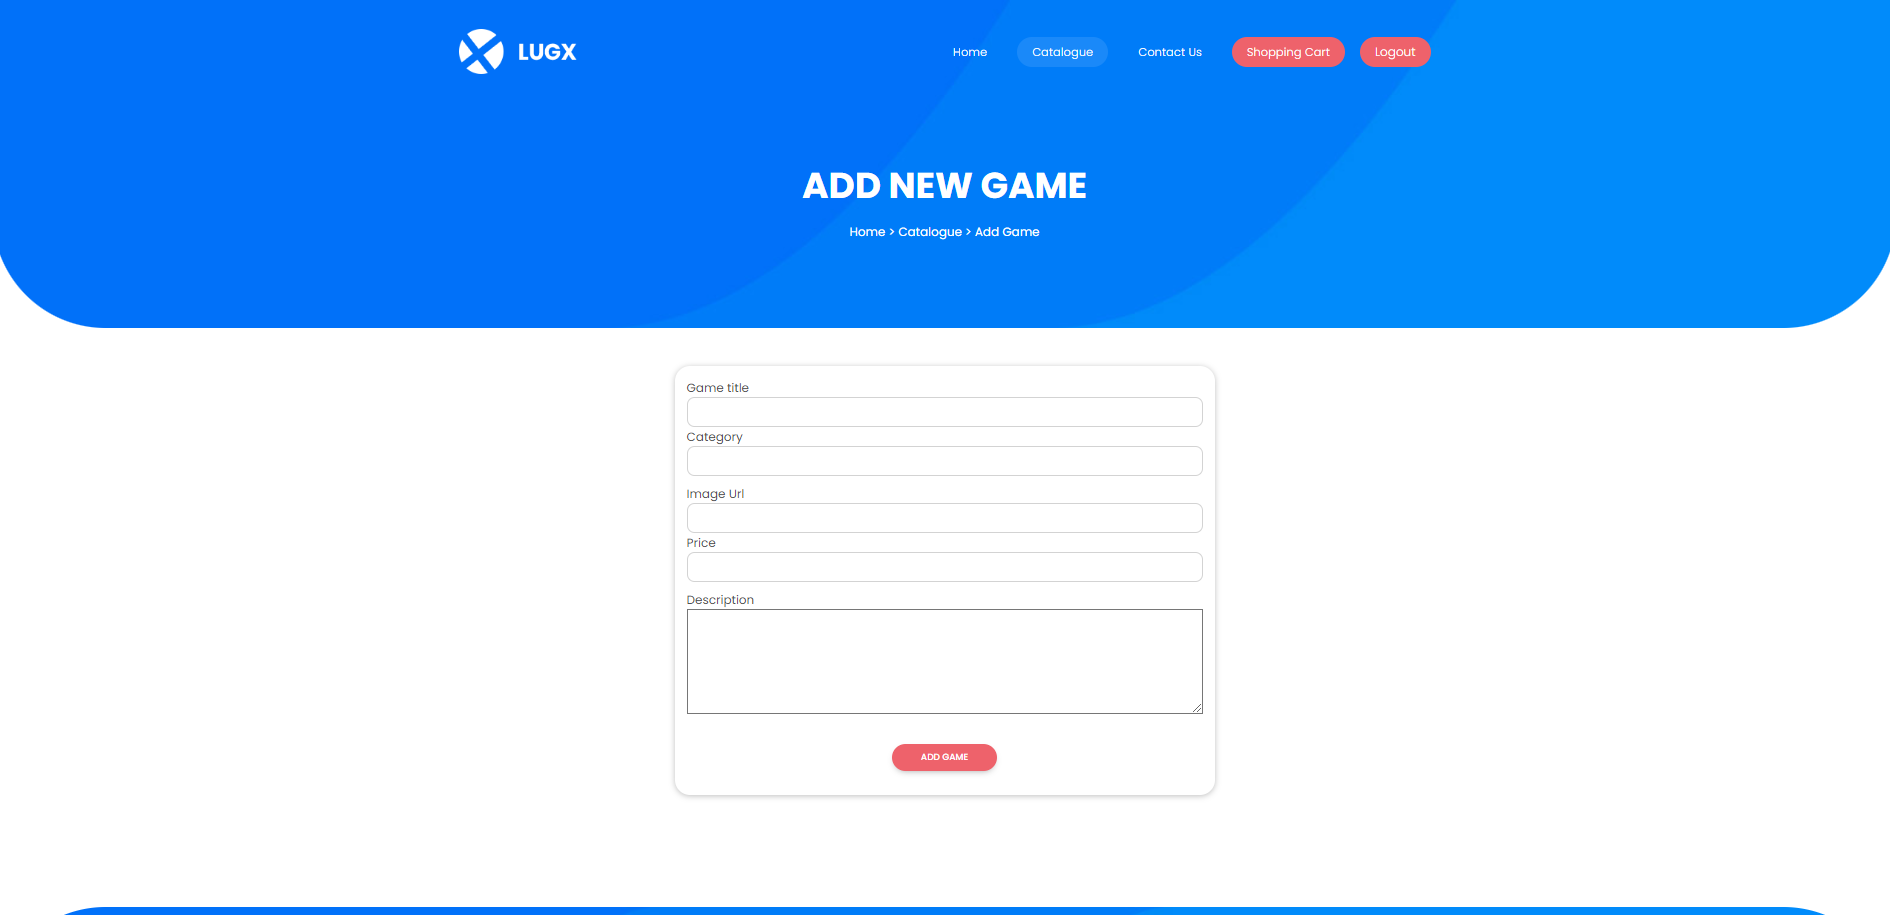 LUGX
Home Catalogue Contact Us Shopping Cart Logout
ADD NEW GAME
Home > Catalogue > Add Game
Game title
Category
Image Url
Price
Description
ADD GAME